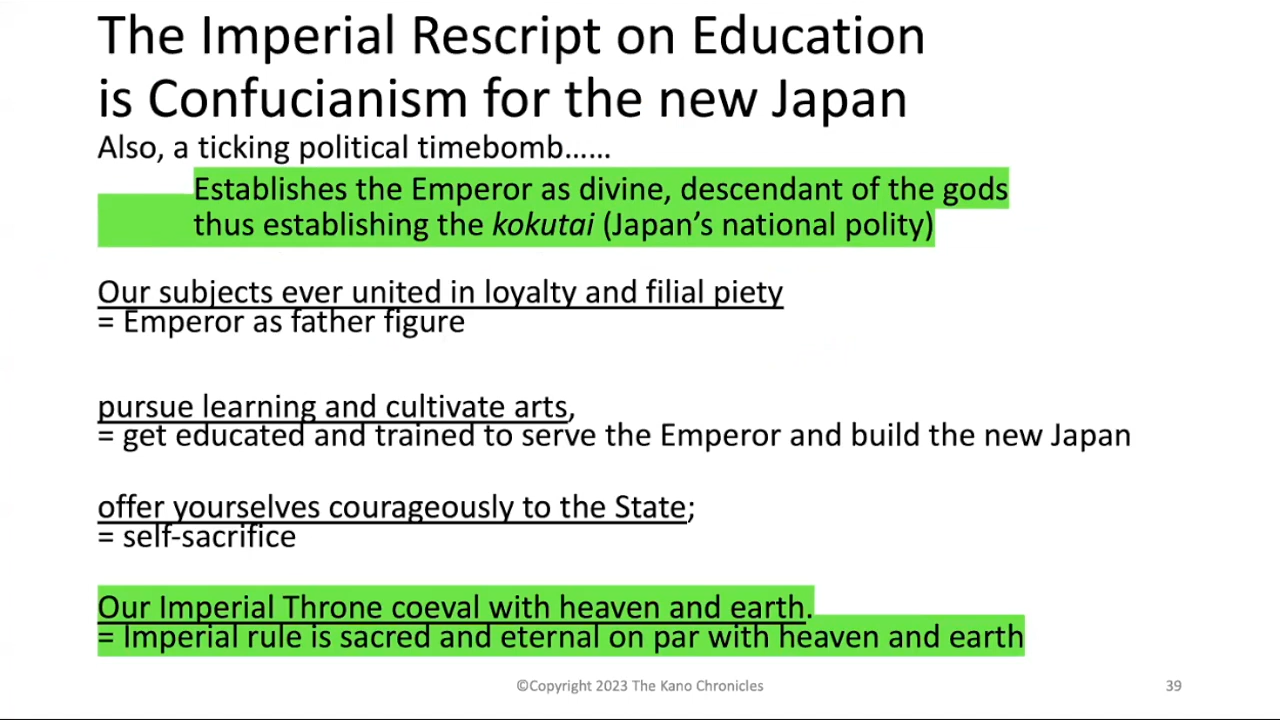 The Imperial Rescript on Education
is Confucianism for the new Japan
Also, a ticking political timebomb……
Establishes the Emperor as divine, descendant of the gods
thus establishing the kokutai (Japan’s national polity)
Our subjects ever united in loyalty and filial piety
= Emperor as father figure
pursue learning and cultivate arts,
= get educated and trained to serve the Emperor and build the new Japan
offer yourselves courageously to the State;
= self-sacrifice
Our Imperial Throne coeval with heaven and earth.
= Imperial rule is sacred and eternal on par with heaven and earth
©Copyright 2023 The Kano Chronicles
39